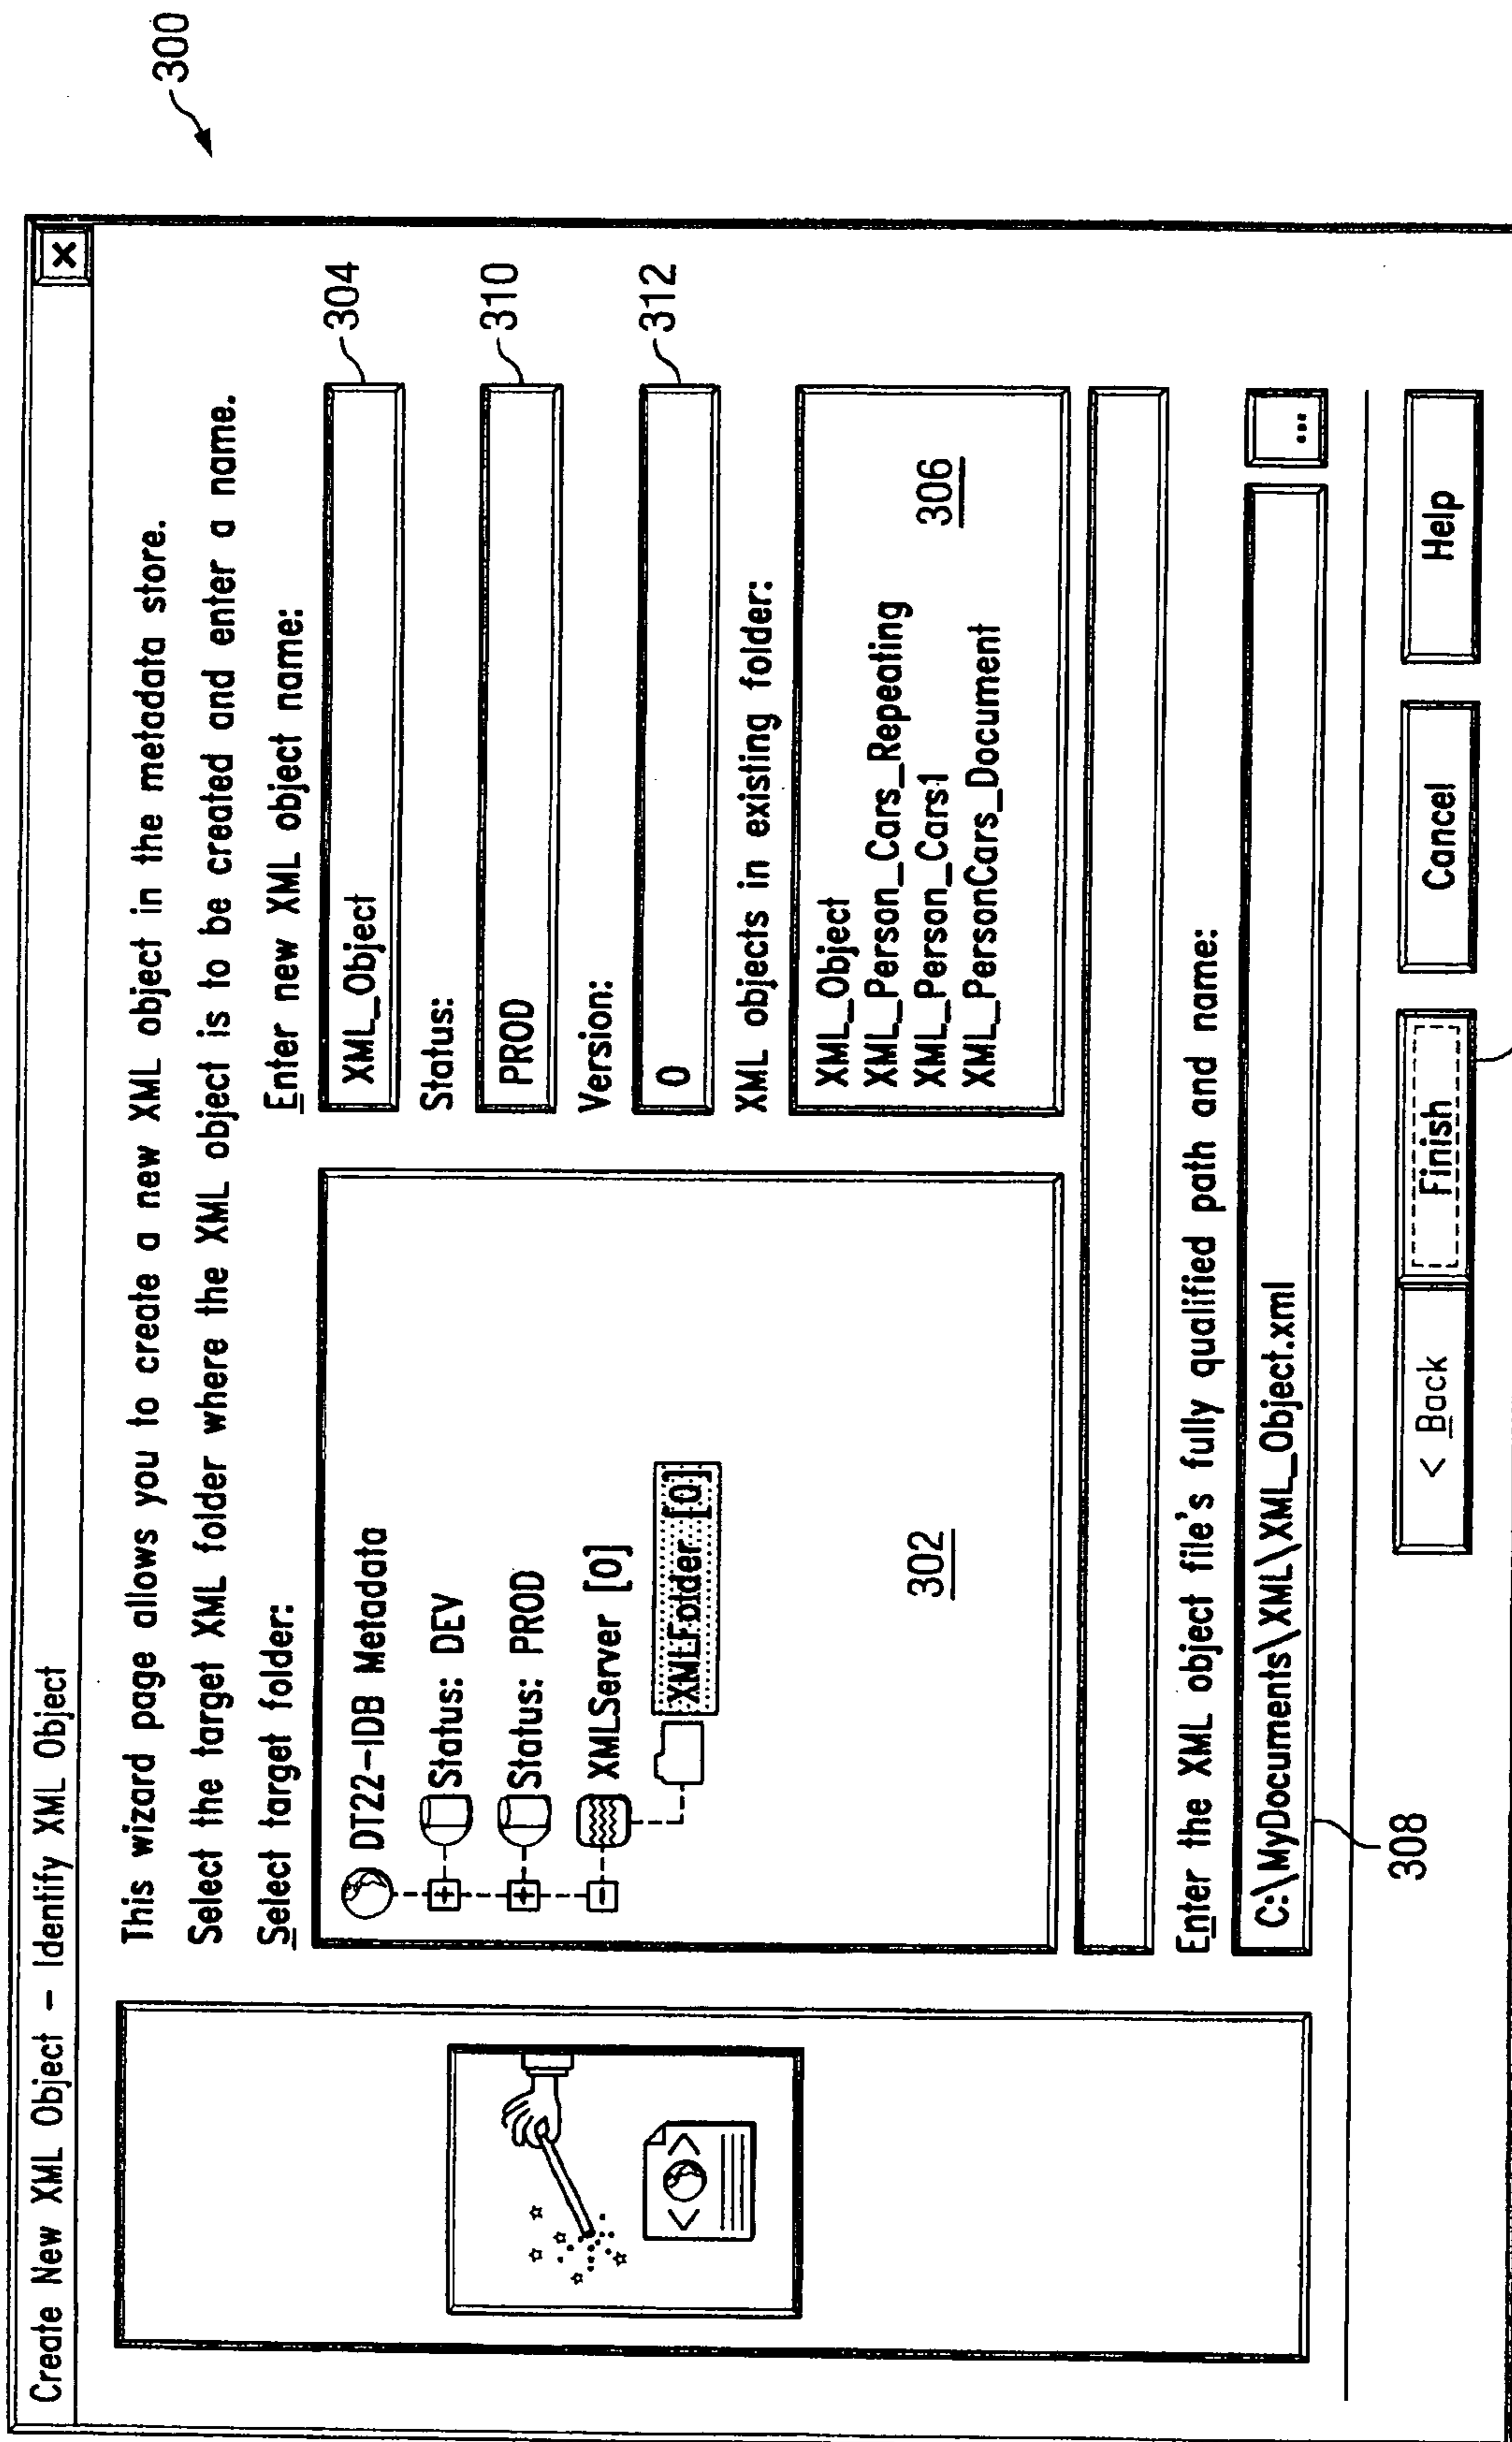 300
Create New XML Object – Identify XML Object
This wizard page allows you to create a new XML object in the metadata store.
Select the target XML folder where the XML object is to be created and enter a name.
Select target folder:
DT22–IDB Metadata
Status: DEV
Status: PROD
XMLServer [0]
XMLFolder [0]
302
Enter new XML object name:
XML_Object
304
Status:
PROD
310
Version:
0
312
XML objects in existing folder:
XML_Object
XML_Person_Cars_Repeating
XML_Person_Cars1
XML_PersonCars_Document
306
Enter the XML object file's fully qualified path and name:
C:\MyDocuments\XML\XML_Object.xml
...
308
< Back
Finish
Cancel
Help